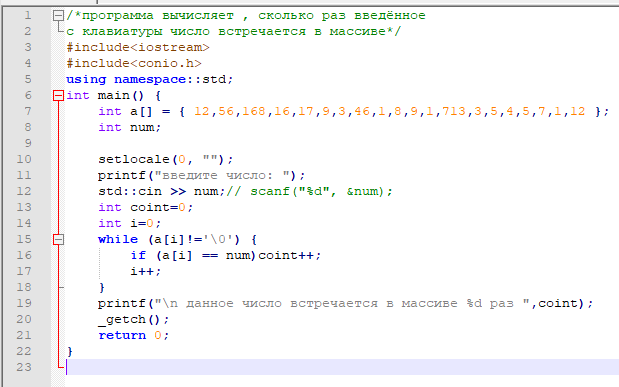 1 /*программа вычисляет , сколько раз введённое
2 с клавиатуры число встречается в массиве*/
3 #include<iostream>
4 #include<conio.h>
5 using namespace::std;
6 int main() {
7 int a[] = { 12,56,168,16,17,9,3,46,1,8,9,1,713,3,5,4,5,7,1,12 };
8 int num;
9
10 setlocale(0, "");
11 printf("введите число: ");
12 std::cin >> num;// scanf("%d", &num);
13 int coint=0;
14 int i=0;
15 while (a[i]!='\0') {
16 if (a[i] == num)coint++;
17 i++;
18 }
19 printf("\n данное число встречается в массиве %d раз ",coint);
20 _getch();
21 return 0;
22 }
23